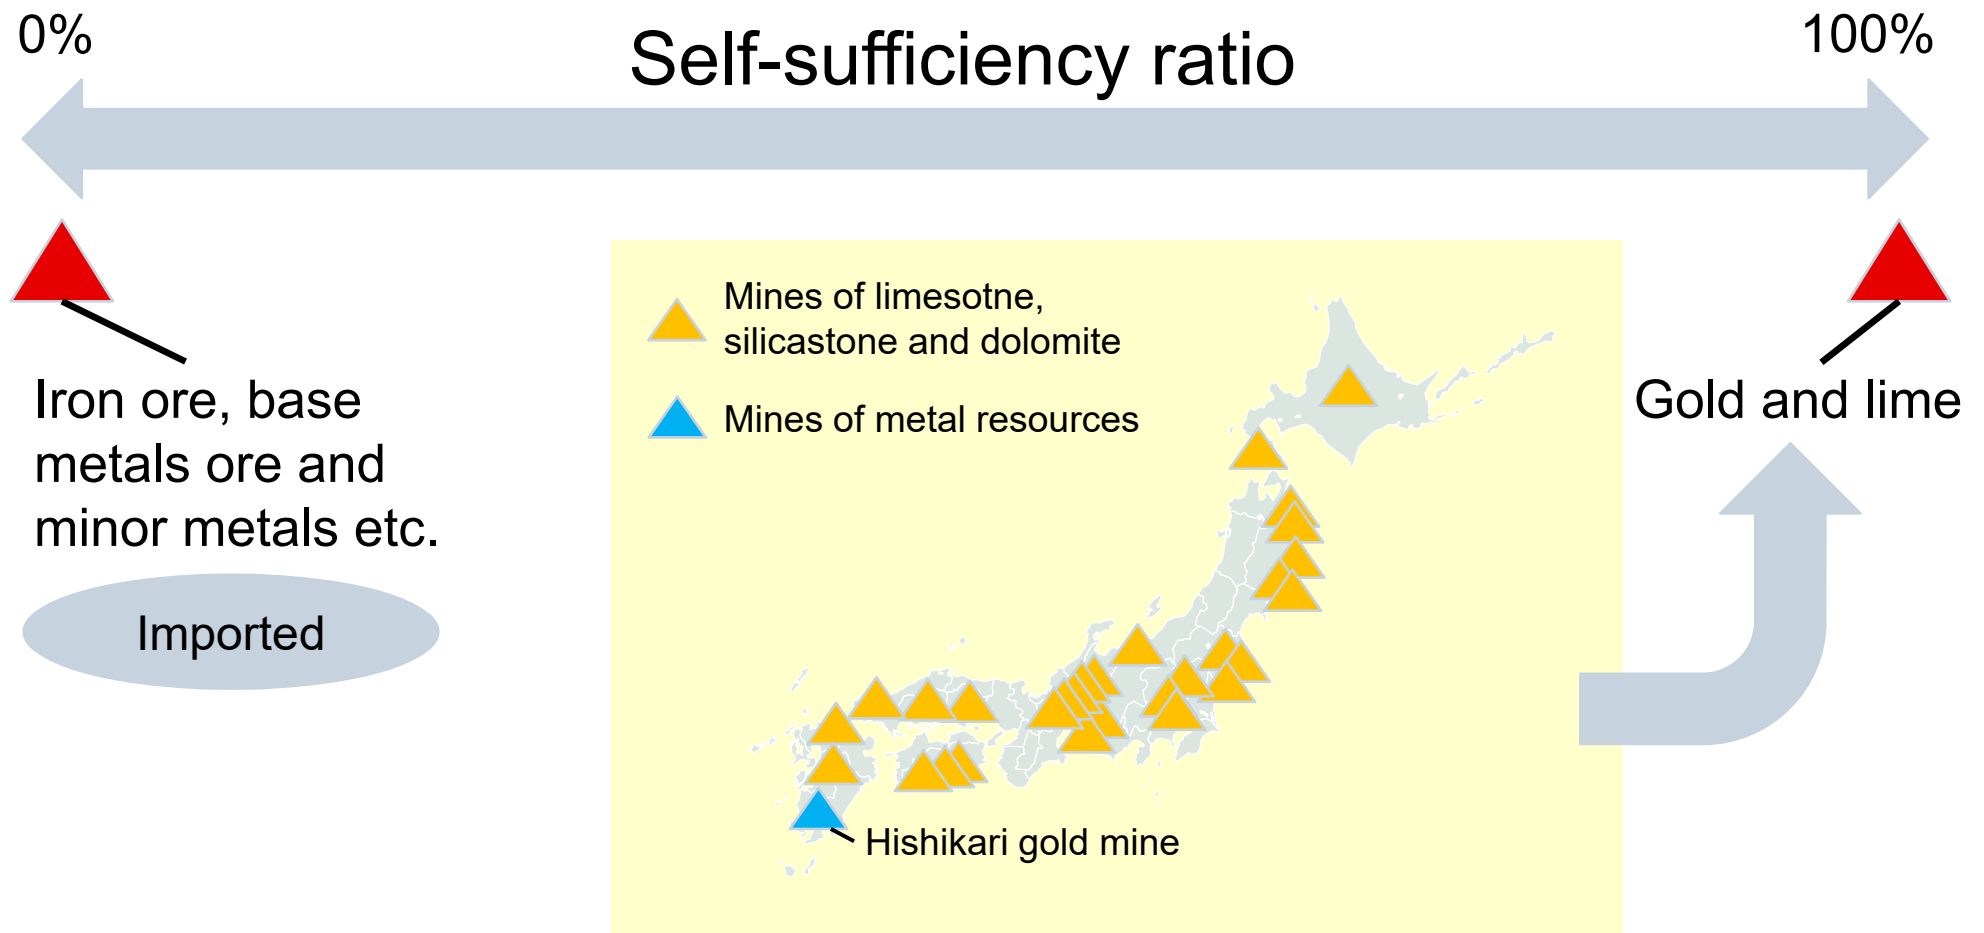 0%
Self-sufficiency ratio
100%
Mines of limesotne,
silicastone and dolomite
Mines of metal resources
Iron ore, base
metals ore and
minor metals etc.
Imported
Gold and lime
Hishikari gold mine